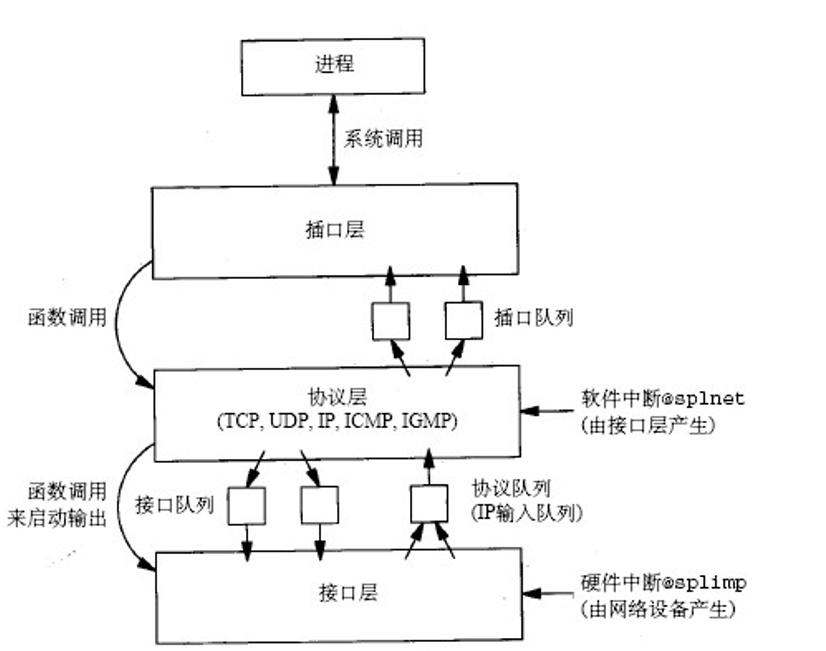 进程
系统调用
插口层
函数调用
插口队列
协议层
(TCP, UDP, IP, ICMP, IGMP)
软件中断@splnet
(由接口层产生)
函数调用
来启动输出
接口队列
协议队列
(IP输入队列)
接口层
硬件中断@splimp
(由网络设备产生)